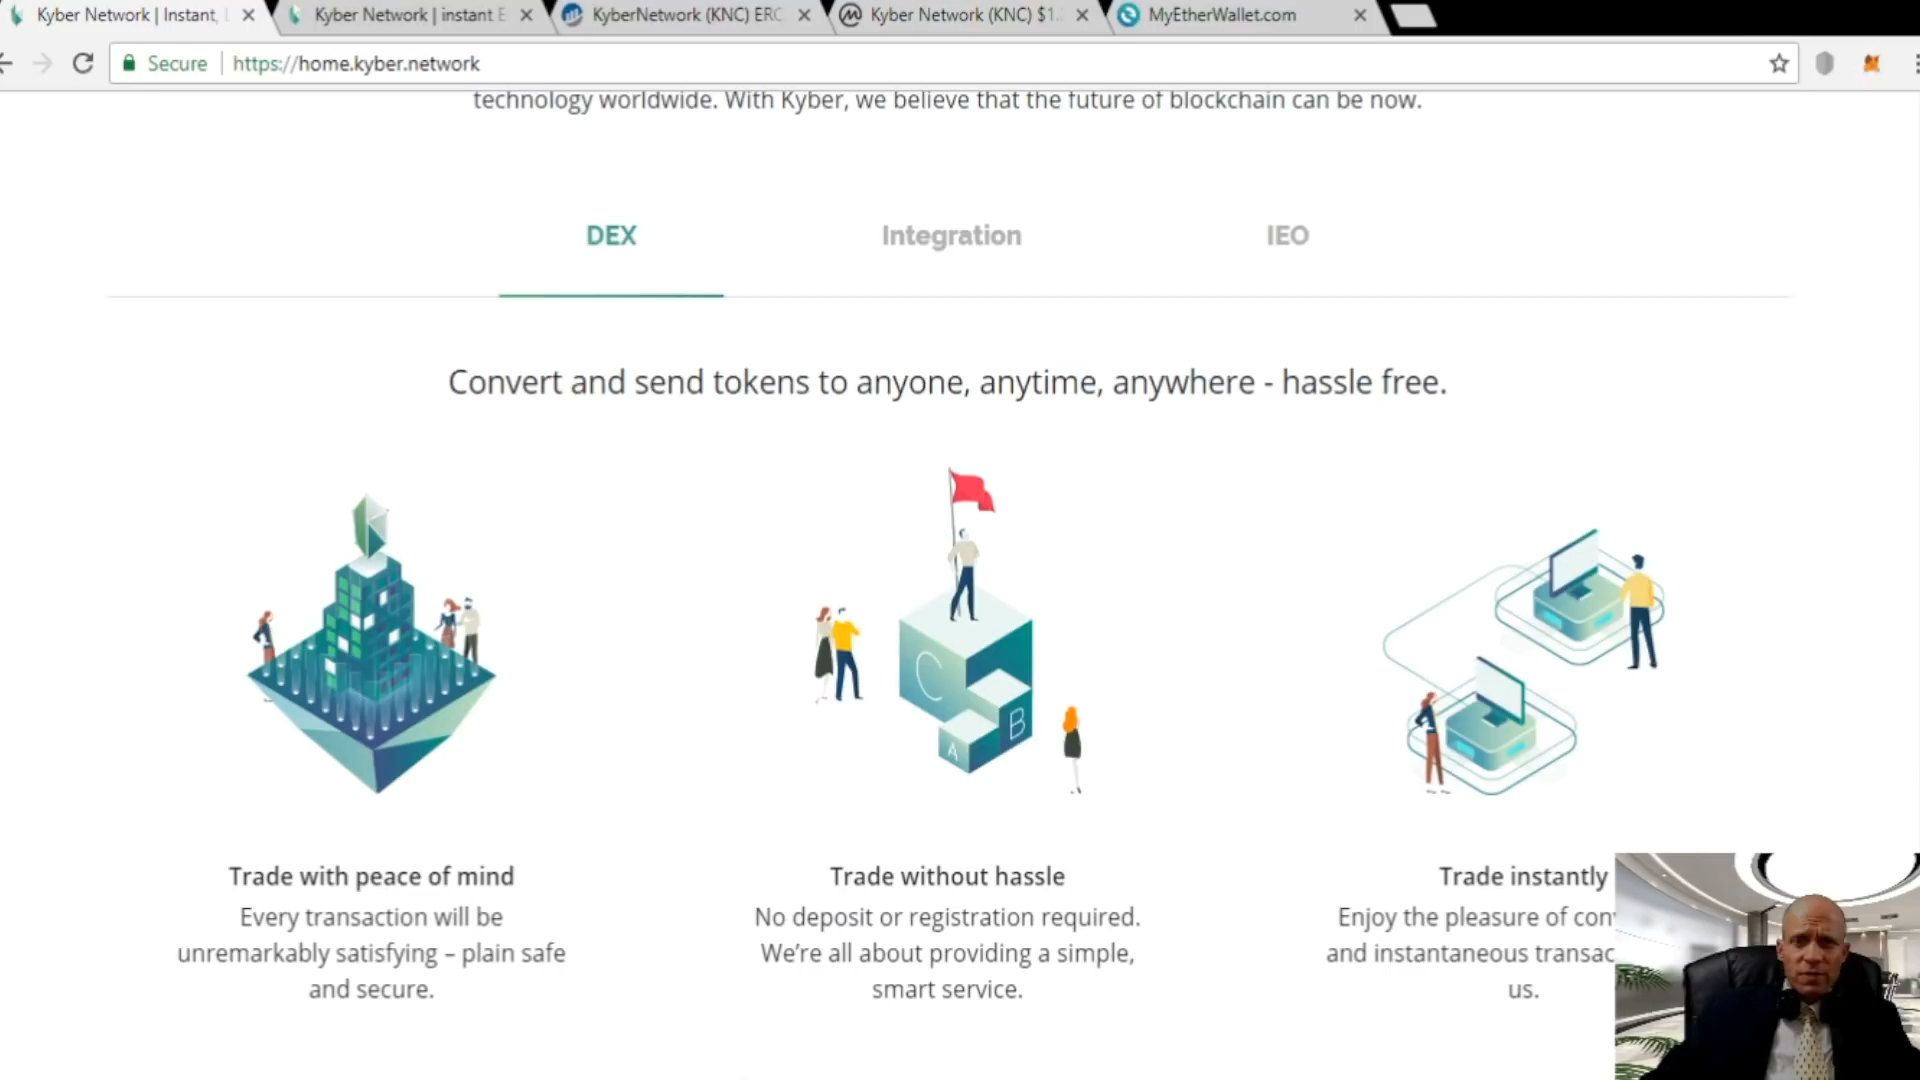 Kyber Network | Instant,
Kyber Network | instant E
KyberNetwork (KNC) ERC
Kyber Network (KNC) $1.
MyEtherWallet.com
Secure
https://home.kyber.network
technology worldwide. With Kyber, we believe that the future of blockchain can be now.
DEX
Integration
IEO
Convert and send tokens to anyone, anytime, anywhere - hassle free.
C
B
A
Trade with peace of mind
Every transaction will be
unremarkably satisfying – plain safe
and secure.
Trade without hassle
No deposit or registration required.
We're all about providing a simple,
smart service.
Trade instantly
Enjoy the pleasure of con
and instantaneous transac
us.